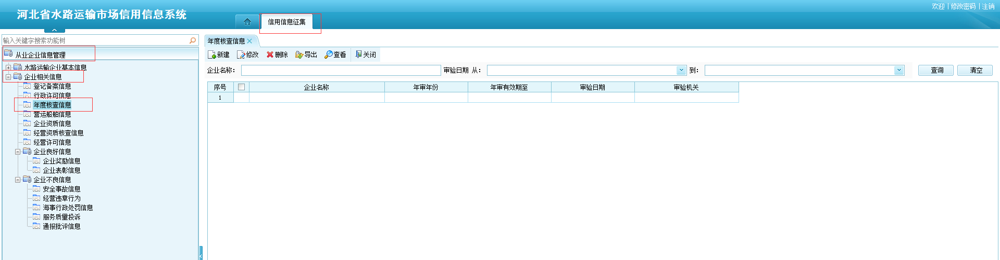 河北省水路运输市场信用信息系统
信用信息征集
欢迎 | 修改密码 | 注销
输入关键字搜索功能树
从业企业信息管理
水路运输企业基本信息
企业相关信息
登记备案信息
行政许可信息
年度核查信息
营运船舶信息
企业资质信息
经营资质核查信息
经营许可信息
企业良好信息
企业奖励信息
企业表彰信息
企业不良信息
安全事故信息
经营违章行为
海事行政处罚信息
服务质量投诉
通报批评信息
年度核查信息
新建 修改 删除 导出 查看 关闭
企业名称： 审验日期 从： 到： 查询 清空
序号 企业名称 年审年份 年审有效期至 审验日期 审验机关
1